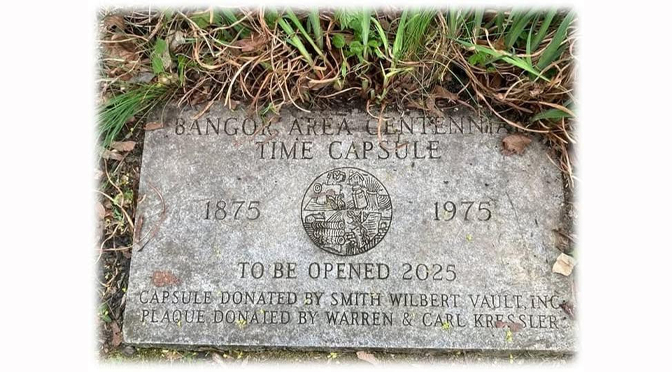 BANGOR AREA CENTENNIAL
TIME CAPSULE
1875 1975
TO BE OPENED 2025
CAPSULE DONATED BY SMITH WILBERT VAULT, INC.
PLAQUE DONATED BY WARREN & CARL KRESSLER